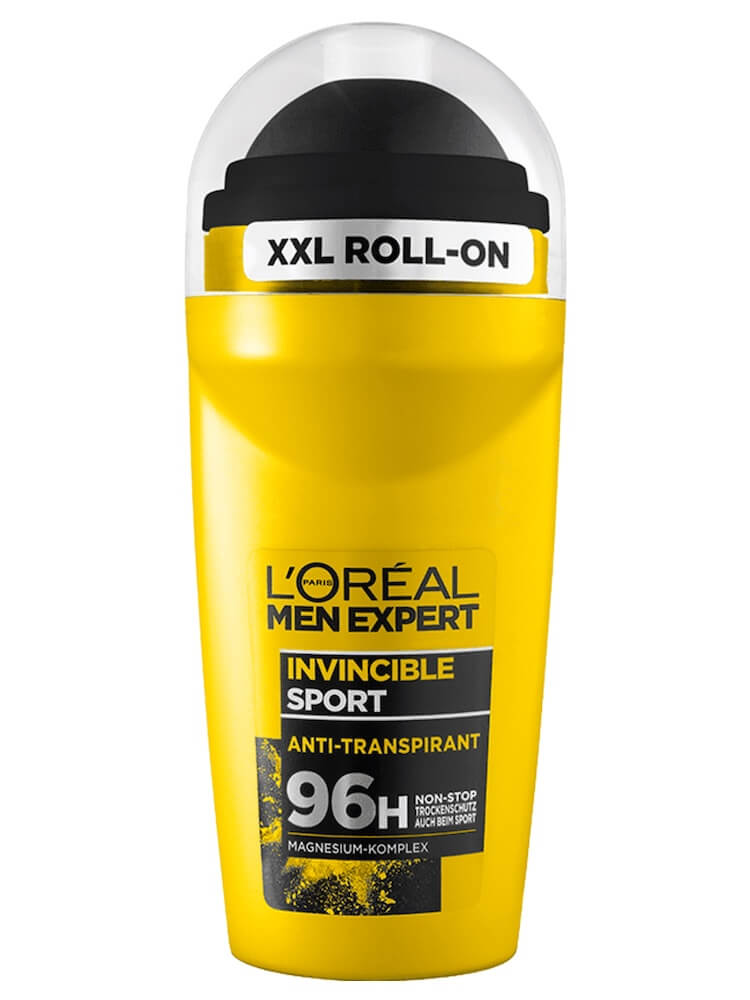 XXL ROLL-ON
L'ORÉAL
PARIS
MEN EXPERT
INVINCIBLE
SPORT
ANTI-TRANSPIRANT
96H
NON-STOP
TROCKENSCHUTZ
AUCH BEIM SPORT
MAGNESIUM-KOMPLEX